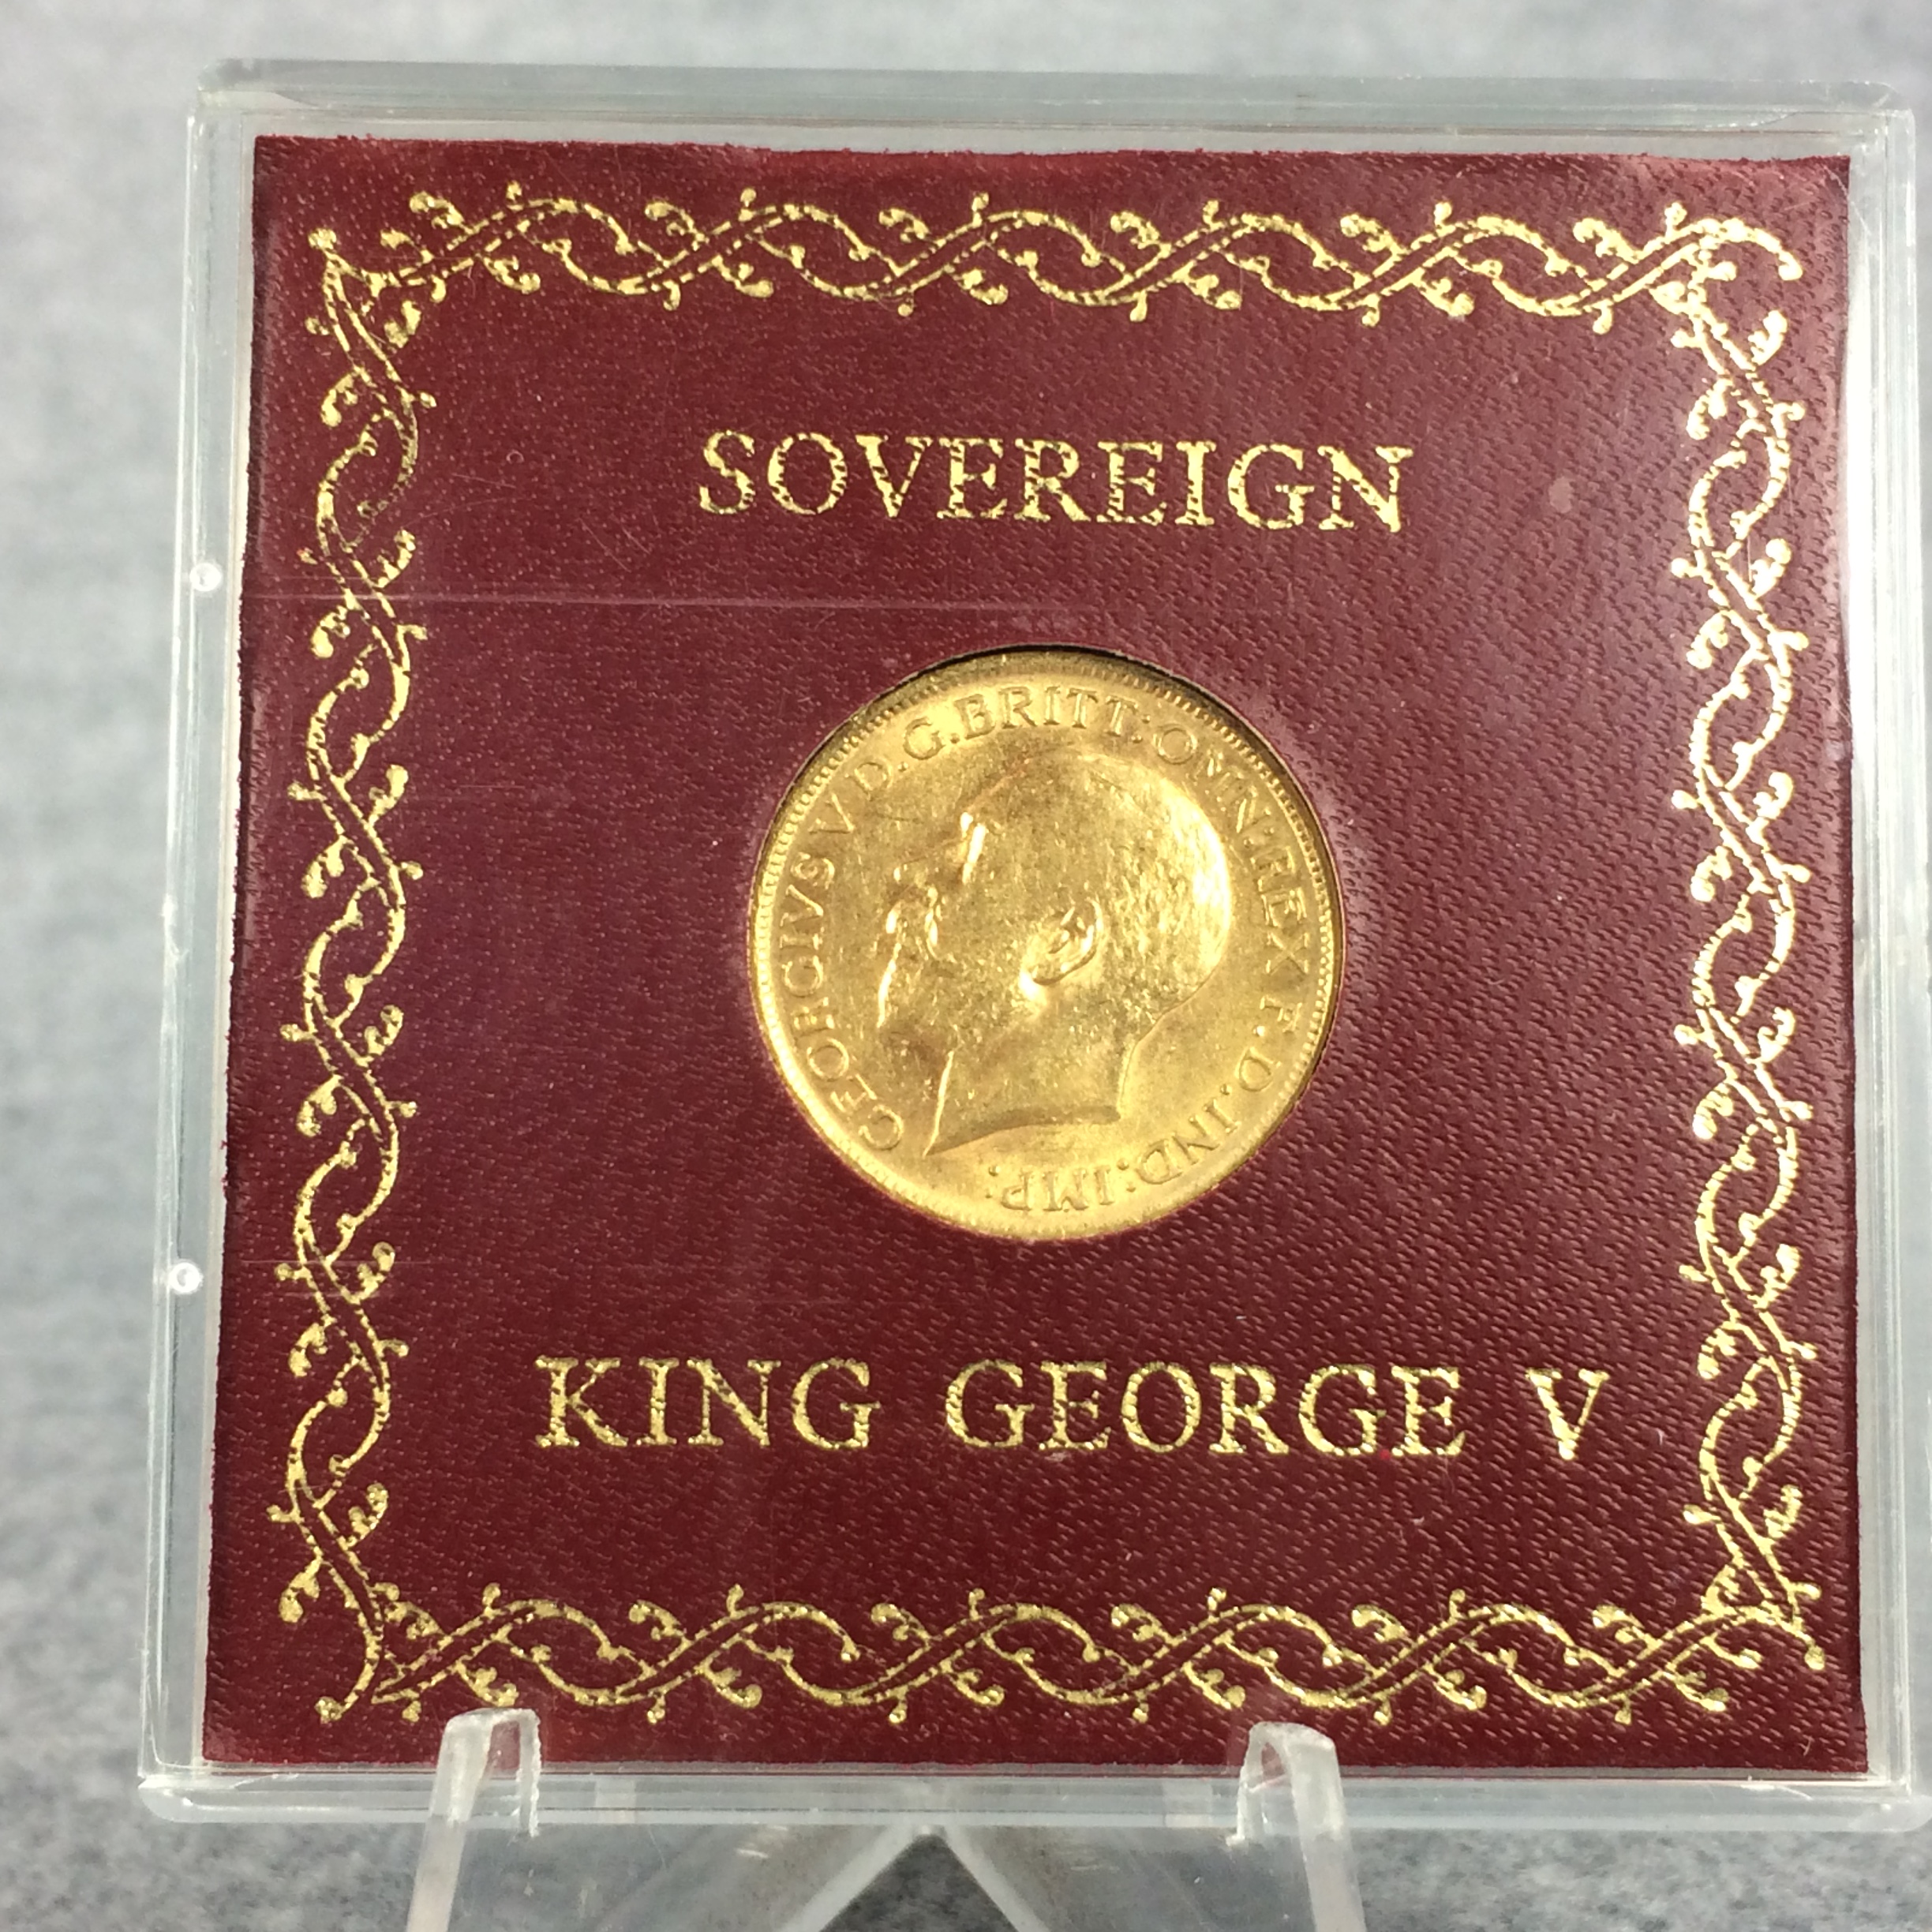 SOVEREIGN
GEORGIVS V D.G.BRITT:OMN:REX F.D.IND:IMP:
KING GEORGE V